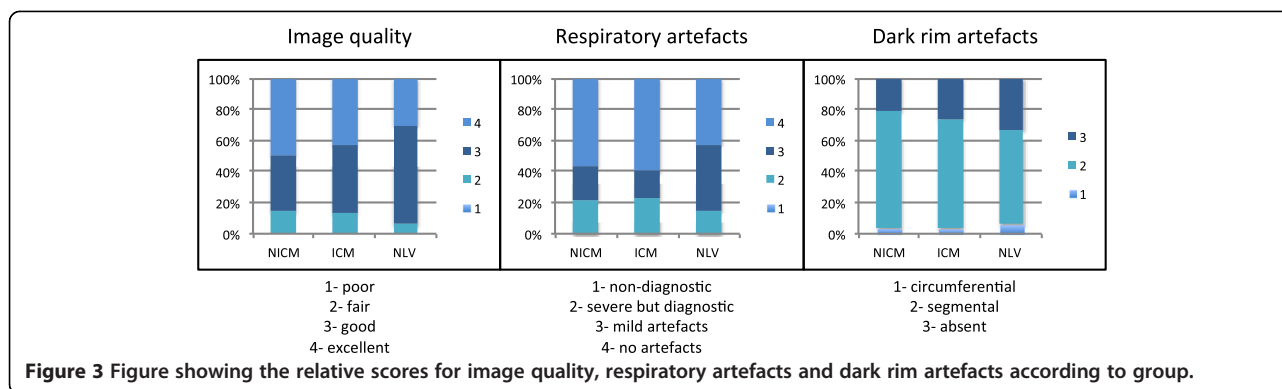 Image quality
Respiratory artefacts
Dark rim artefacts
100%
80%
60%
40%
20%
0%
NICM ICM NLV
4
3
2
1
100%
80%
60%
40%
20%
0%
NICM ICM NLV
4
3
2
1
100%
80%
60%
40%
20%
0%
NICM ICM NLV
3
2
1
1- poor
2- fair
3- good
4- excellent
1- non-diagnostic
2- severe but diagnostic
3- mild artefacts
4- no artefacts
1- circumferential
2- segmental
3- absent
Figure 3 Figure showing the relative scores for image quality, respiratory artefacts and dark rim artefacts according to group.